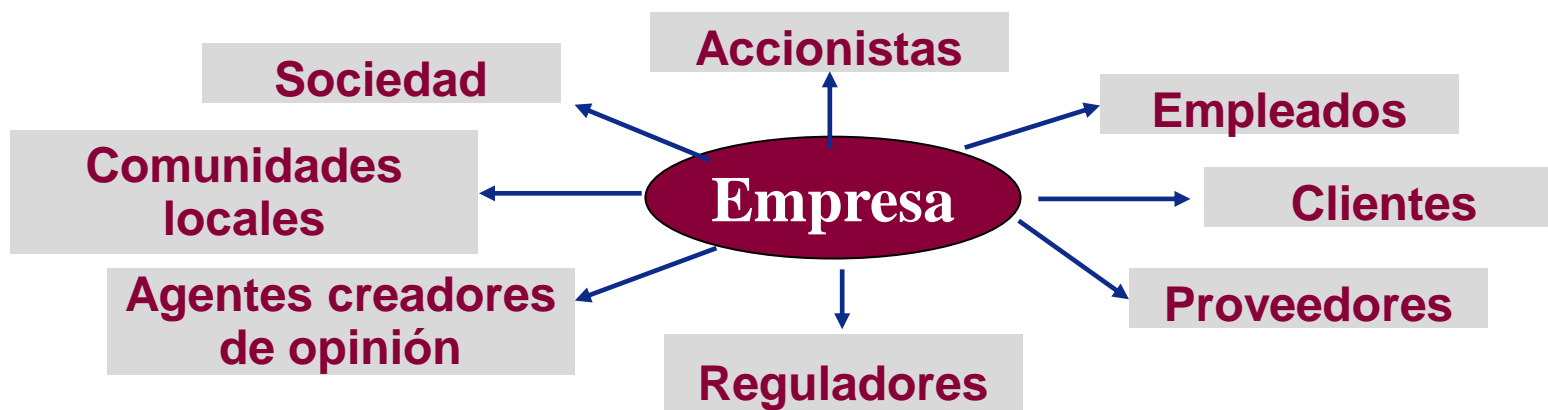 Accionistas
Sociedad
Empleados
Comunidades
locales
Empresa
Clientes
Agentes creadores
de opinión
Proveedores
Reguladores